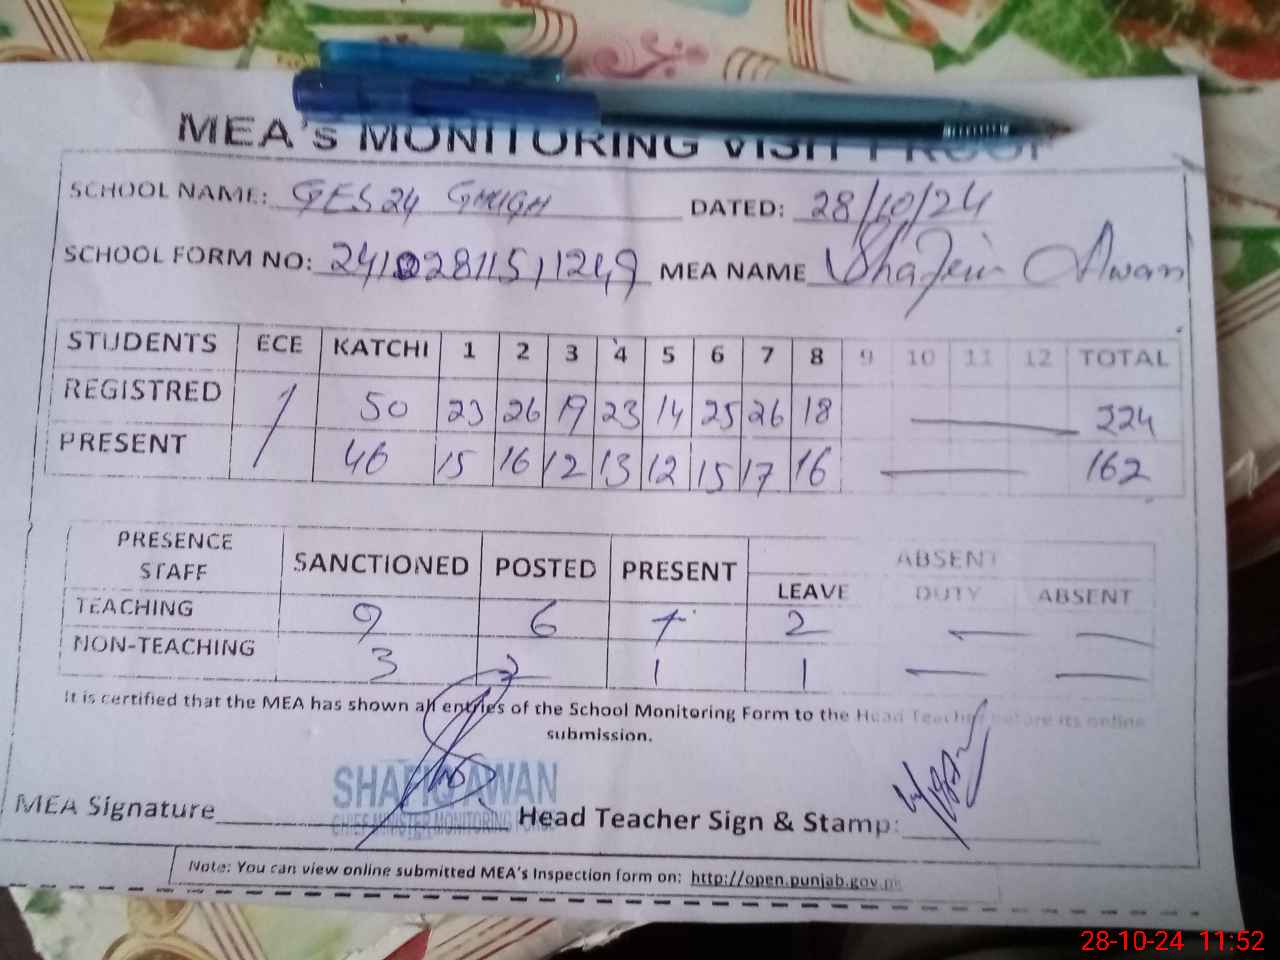 MEA's MONITORING VISIT PROOF
SCHOOL NAME: GES 24 GMIGH DATED: 28/10/24
SCHOOL FORM NO: MEA NAME Awan
STUDENTS ECE KATCHI 1 2 3 4 5 6 7 8 9 10 11 12 TOTAL
REGISTRED / 50 23 26 19 23 14 25 26 18 — 224
PRESENT 46 15 16 12 13 12 15 17 16 — 162
PRESENCE STAFF SANCTIONED POSTED PRESENT ABSENT
LEAVE DUTY ABSENT
TEACHING 9 6 2 — —
NON-TEACHING 3 2 1 1 — —
It is certified that the MEA has shown all entries of the School Monitoring Form to the Head Teacher before its online
submission.
SHAFIQ AWAN
CHIEF MINISTER MONITORING FORCE
MEA Signature Head Teacher Sign & Stamp:
Note: You can view online submitted MEA's Inspection form on: http://open.punjab.gov.pk
28-10-24 11:52